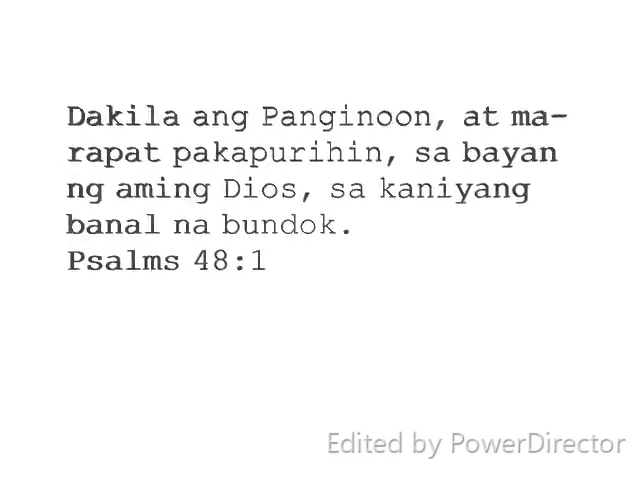 Dakila ang Panginoon, at ma-
rapat pakapurihin, sa bayan
ng aming Dios, sa kaniyang
banal na bundok.
Psalms 48:1
Edited by PowerDirector